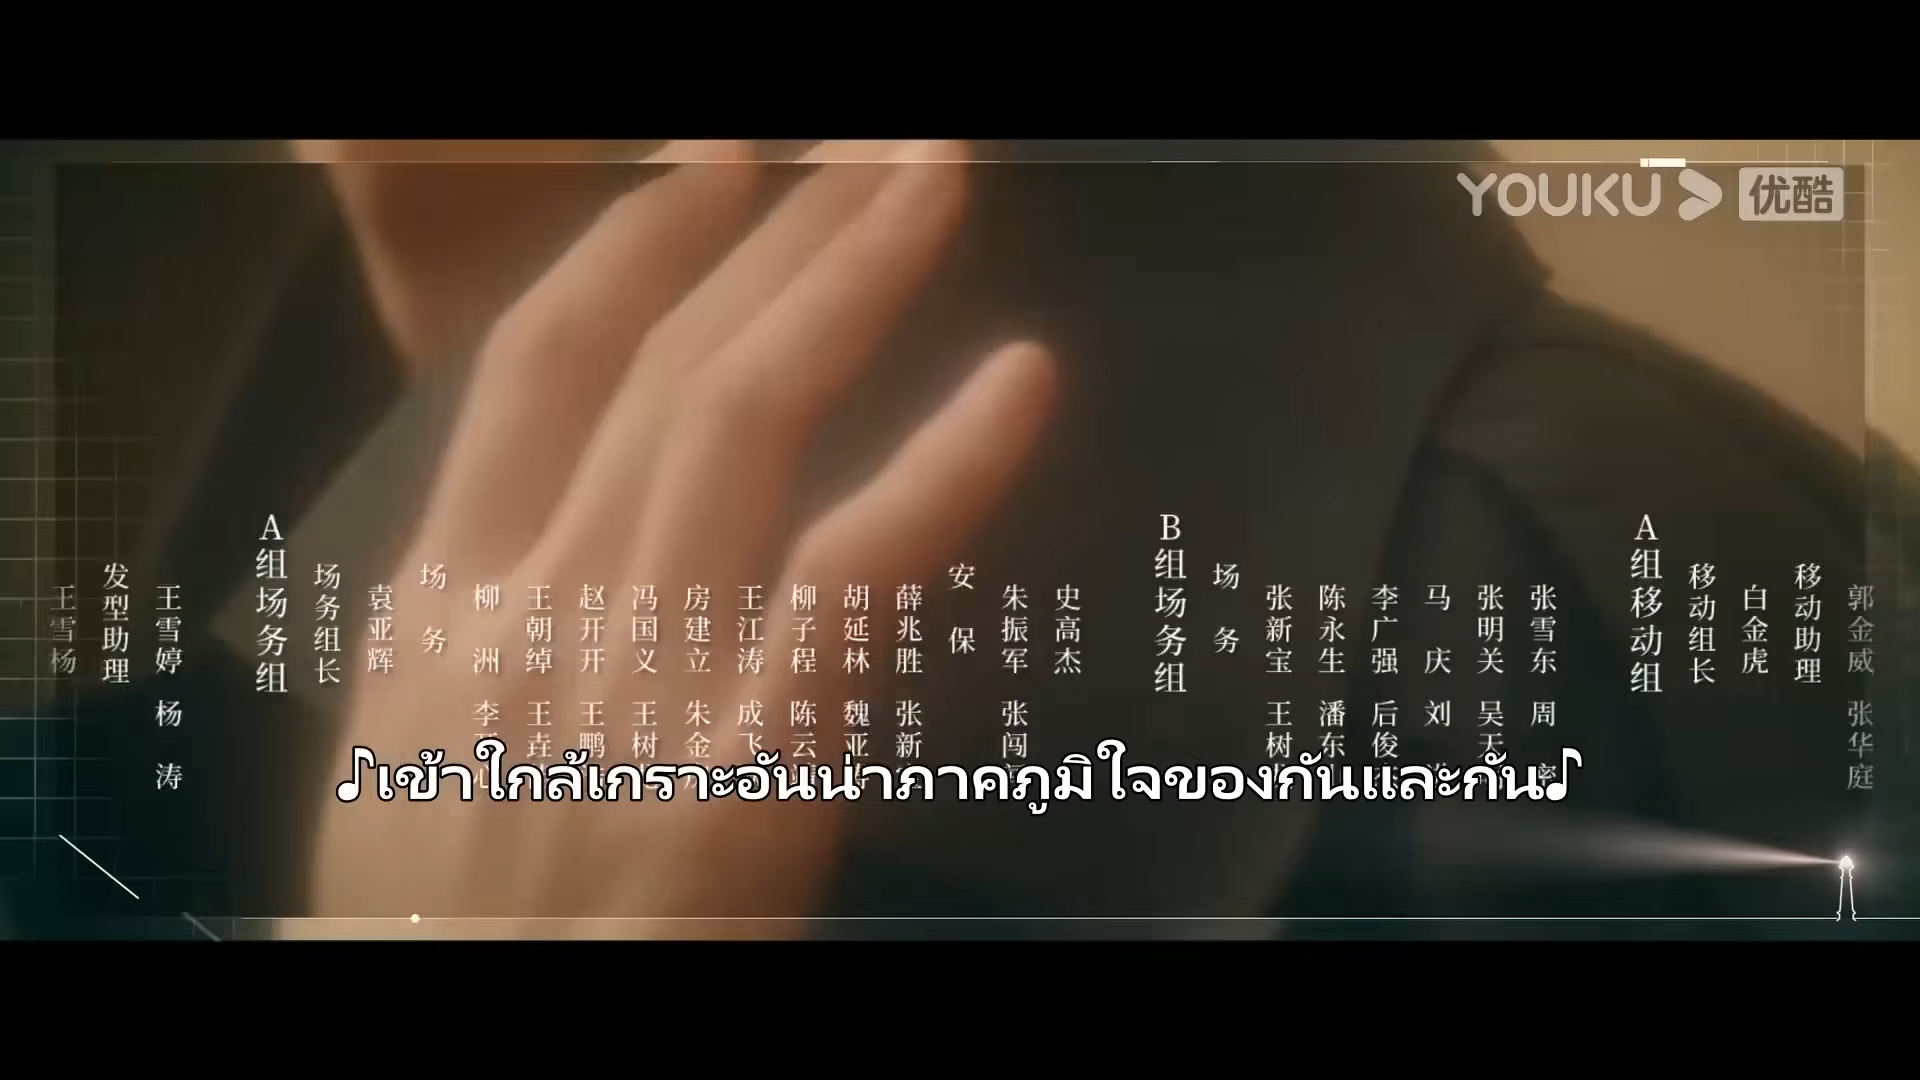 YOUKU 优酷
王雪杨
发型助理
王雪婷
杨涛
A组场务组
场务组长
袁亚辉
场务
柳洲
王朝绰
赵开开
冯国义
房建立
王江涛
柳子程
胡延林
薛兆胜
安保
朱振军
史高杰
B组场务组
场务
张新宝
陈永生
李广强
马庆
张明关
张雪东
A组移动组
移动组长
白金虎
移动助理
郭金威
张华庭
♪เข้าใกล้เกราะอันน่าภาคภูมิใจของกันและกัน♪